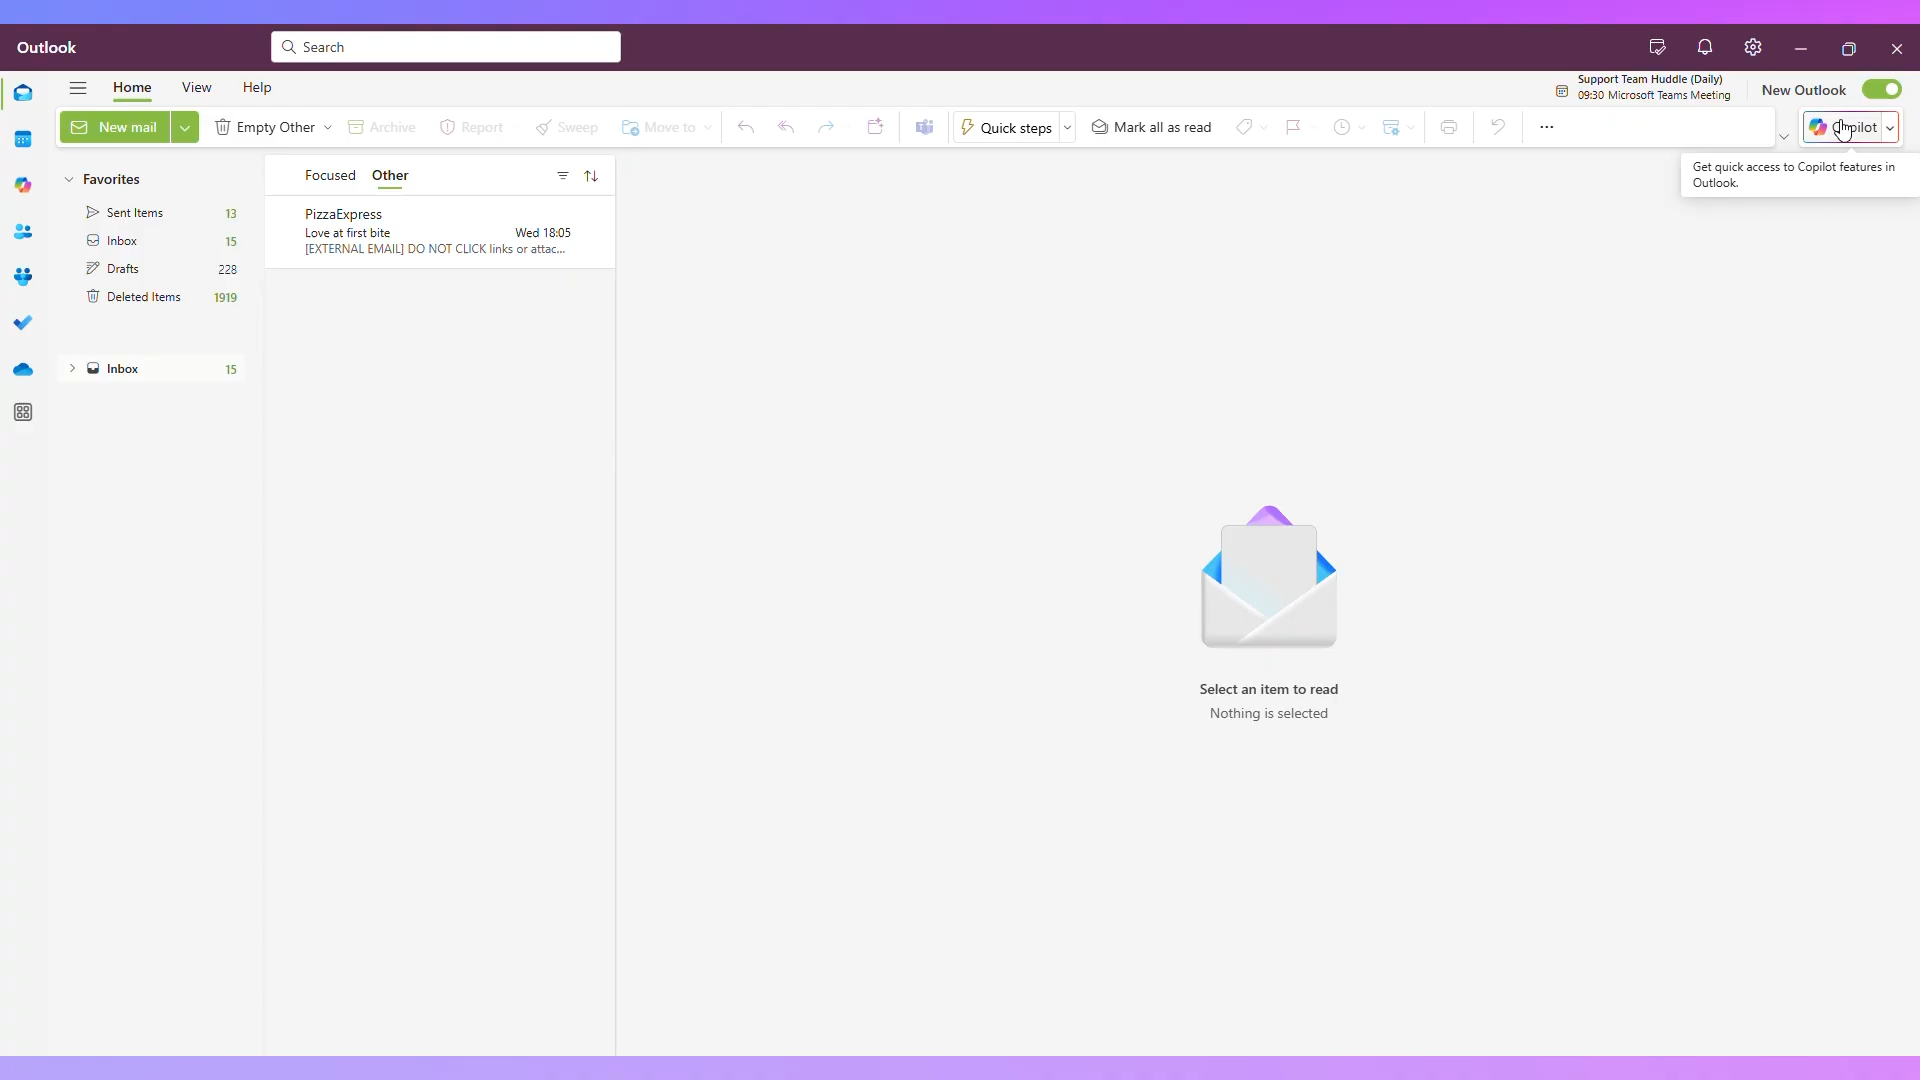 Outlook
Search
Home View Help
Support Team Huddle (Daily)
09:30 Microsoft Teams Meeting
New Outlook
New mail Empty Other Archive Report Sweep Move to Quick steps Mark all as read
Get quick access to Copilot features in
Outlook.
Favorites
Sent Items 13
Inbox 15
Drafts 228
Deleted Items 1919
Inbox 15
Focused Other
PizzaExpress
Love at first bite Wed 18:05
[EXTERNAL EMAIL] DO NOT CLICK links or attac...
Select an item to read
Nothing is selected